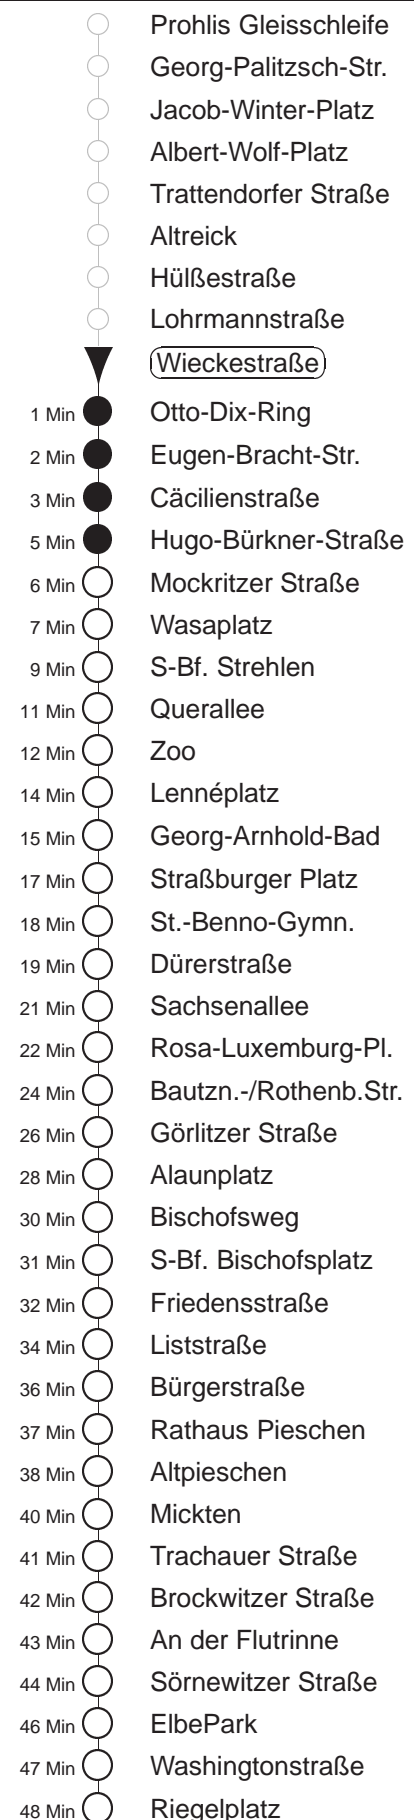 Prohlis Gleisschleife
Georg-Palitzsch-Str.
Jacob-Winter-Platz
Albert-Wolf-Platz
Trattendorfer Straße
Altreick
Hülßestraße
Lohrmannstraße
Wieckestraße
1 Min Otto-Dix-Ring
2 Min Eugen-Bracht-Str.
3 Min Cäcilienstraße
5 Min Hugo-Bürkner-Straße
6 Min Mockritzer Straße
7 Min Wasaplatz
9 Min S-Bf. Strehlen
11 Min Querallee
12 Min Zoo
14 Min Lennéplatz
15 Min Georg-Arnhold-Bad
17 Min Straßburger Platz
18 Min St.-Benno-Gymn.
19 Min Dürerstraße
21 Min Sachsenallee
22 Min Rosa-Luxemburg-Pl.
24 Min Bautzn.-/Rothenb.Str.
26 Min Görlitzer Straße
28 Min Alaunplatz
30 Min Bischofsweg
31 Min S-Bf. Bischofsplatz
32 Min Friedensstraße
34 Min Liststraße
36 Min Bürgerstraße
37 Min Rathaus Pieschen
38 Min Altpieschen
40 Min Mickten
41 Min Trachauer Straße
42 Min Brockwitzer Straße
43 Min An der Flutrinne
44 Min Sörnewitzer Straße
46 Min ElbePark
47 Min Washingtonstraße
48 Min Riegelplatz